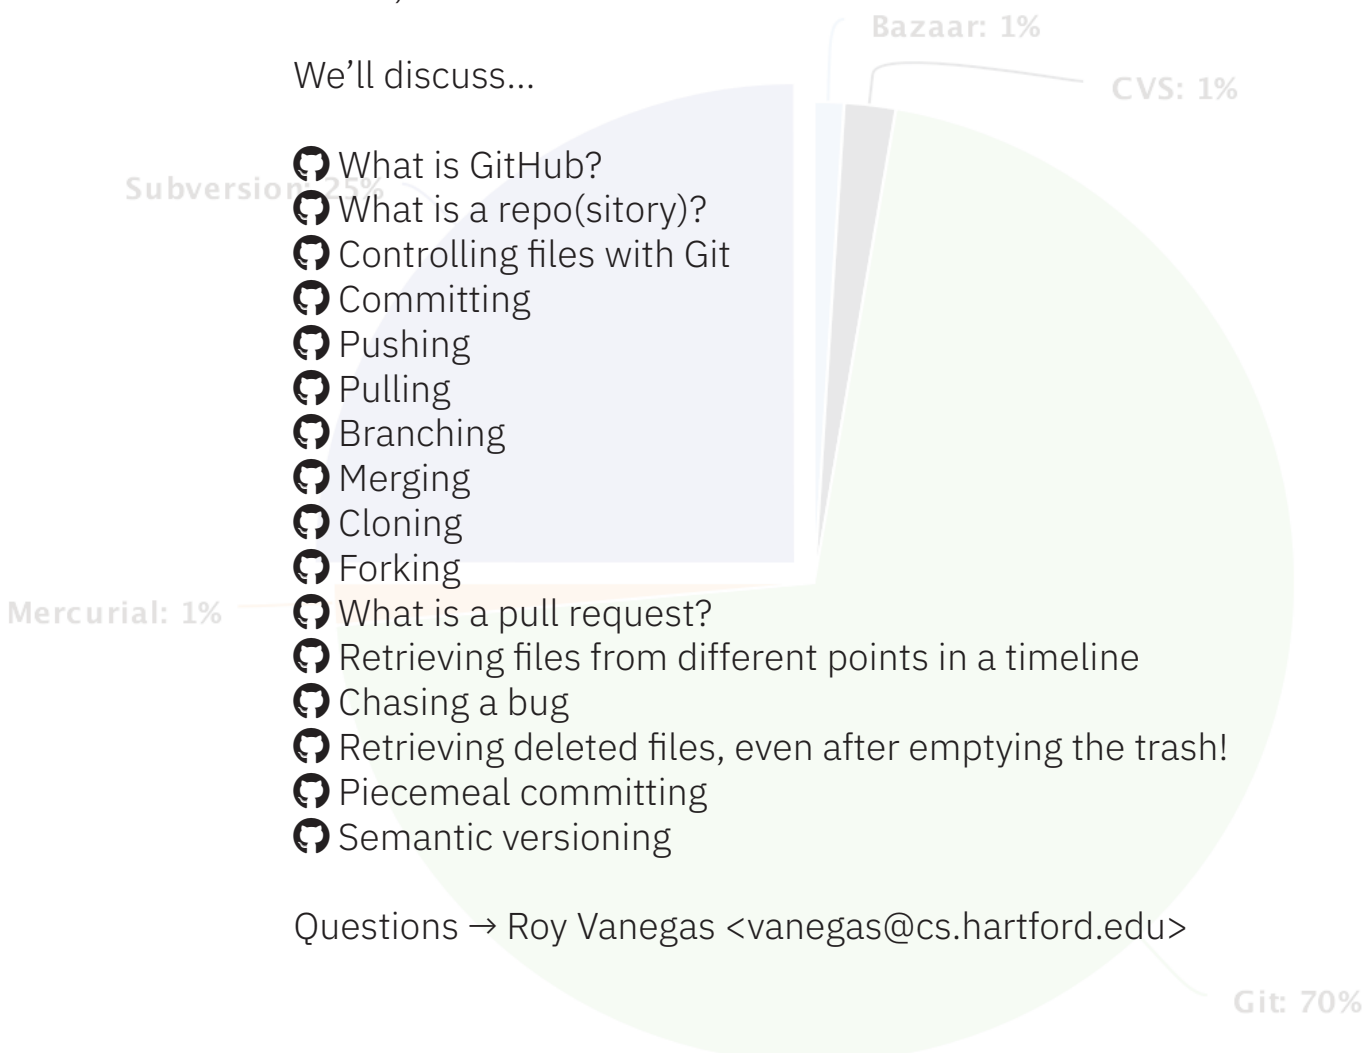 Bazaar: 1%
We’ll discuss…
CVS: 1%
What is GitHub?
Subversion: 25%
What is a repo(sitory)?
Controlling files with Git
Committing
Pushing
Pulling
Branching
Merging
Cloning
Forking
Mercurial: 1%
What is a pull request?
Retrieving files from different points in a timeline
Chasing a bug
Retrieving deleted files, even after emptying the trash!
Piecemeal committing
Semantic versioning
Questions → Roy Vanegas <vanegas@cs.hartford.edu>
Git: 70%